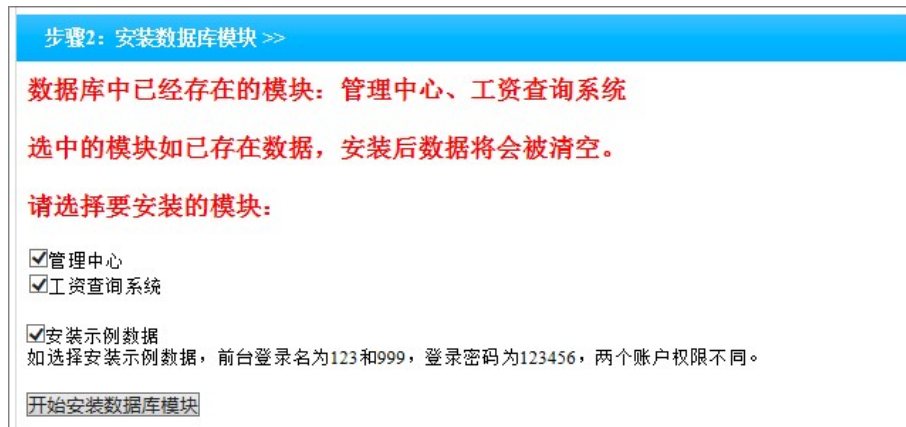 步骤2：安装数据库模块 >>
数据库中已经存在的模块：管理中心、工资查询系统
选中的模块如已存在数据，安装后数据将会被清空。
请选择要安装的模块：
管理中心
工资查询系统
安装示例数据
如选择安装示例数据，前台登录名为123和999，登录密码为123456，两个账户权限不同。
开始安装数据库模块